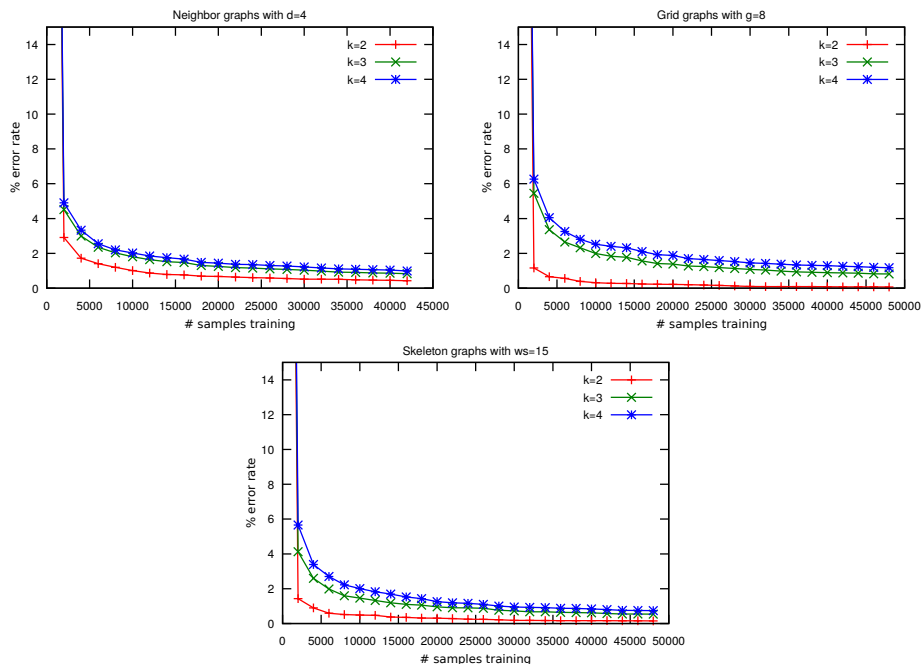 Neighbor graphs with d=4
14
12
10
8
6
4
2
0
% error rate
k=2
k=3
k=4
0 5000 10000 15000 20000 25000 30000 35000 40000 45000
# samples training
Grid graphs with g=8
14
12
10
8
6
4
2
0
% error rate
k=2
k=3
k=4
0 5000 10000 15000 20000 25000 30000 35000 40000 45000 50000
# samples training
Skeleton graphs with ws=15
14
12
10
8
6
4
2
0
% error rate
k=2
k=3
k=4
0 5000 10000 15000 20000 25000 30000 35000 40000 45000 50000
# samples training